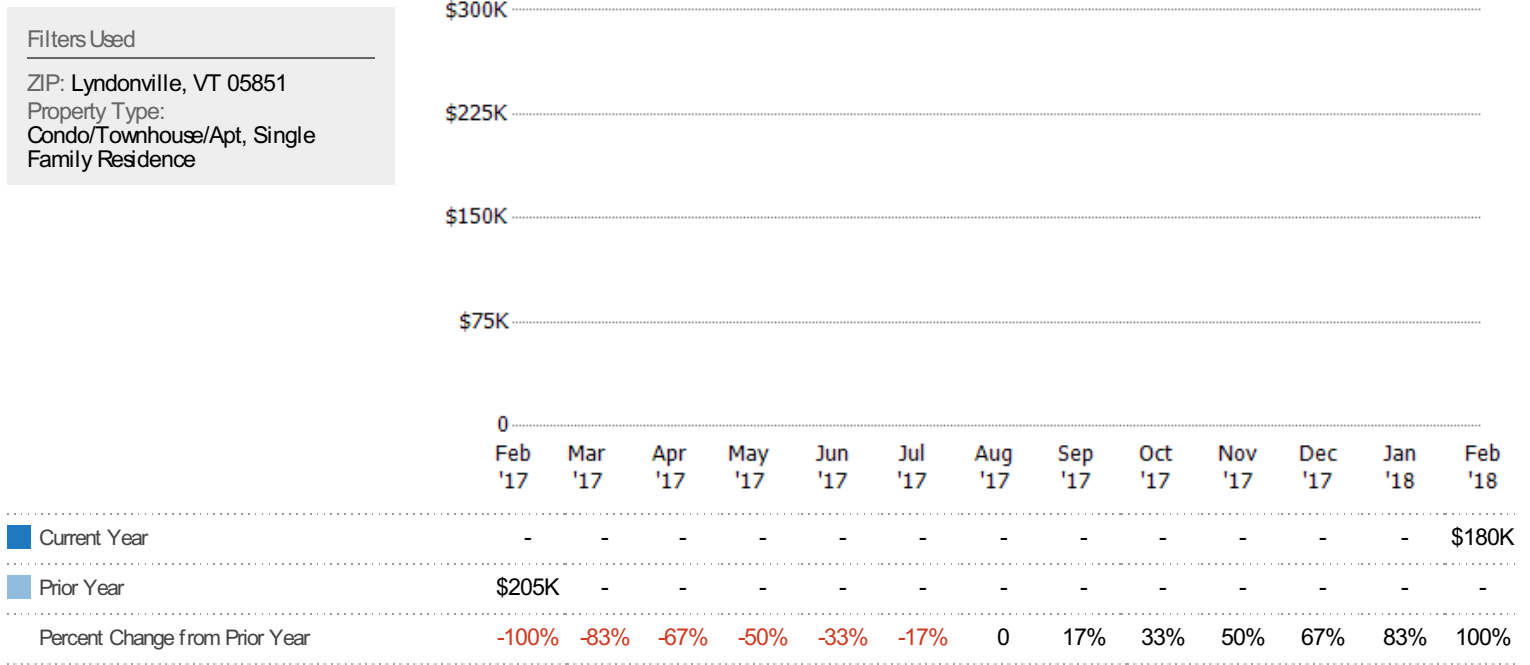 Filters Used
ZIP: Lyndonville, VT 05851
Property Type:
Condo/Townhouse/Apt, Single
Family Residence
$300K
$225K
$150K
$75K
0
Feb Mar Apr May Jun Jul Aug Sep Oct Nov Dec Jan Feb
'17 '17 '17 '17 '17 '17 '17 '17 '17 '17 '17 '18 '18
Current Year - - - - - - - - - - - - $180K
Prior Year $205K - - - - - - - - - - - -
Percent Change from Prior Year -100% -83% -67% -50% -33% -17% 0 17% 33% 50% 67% 83% 100%